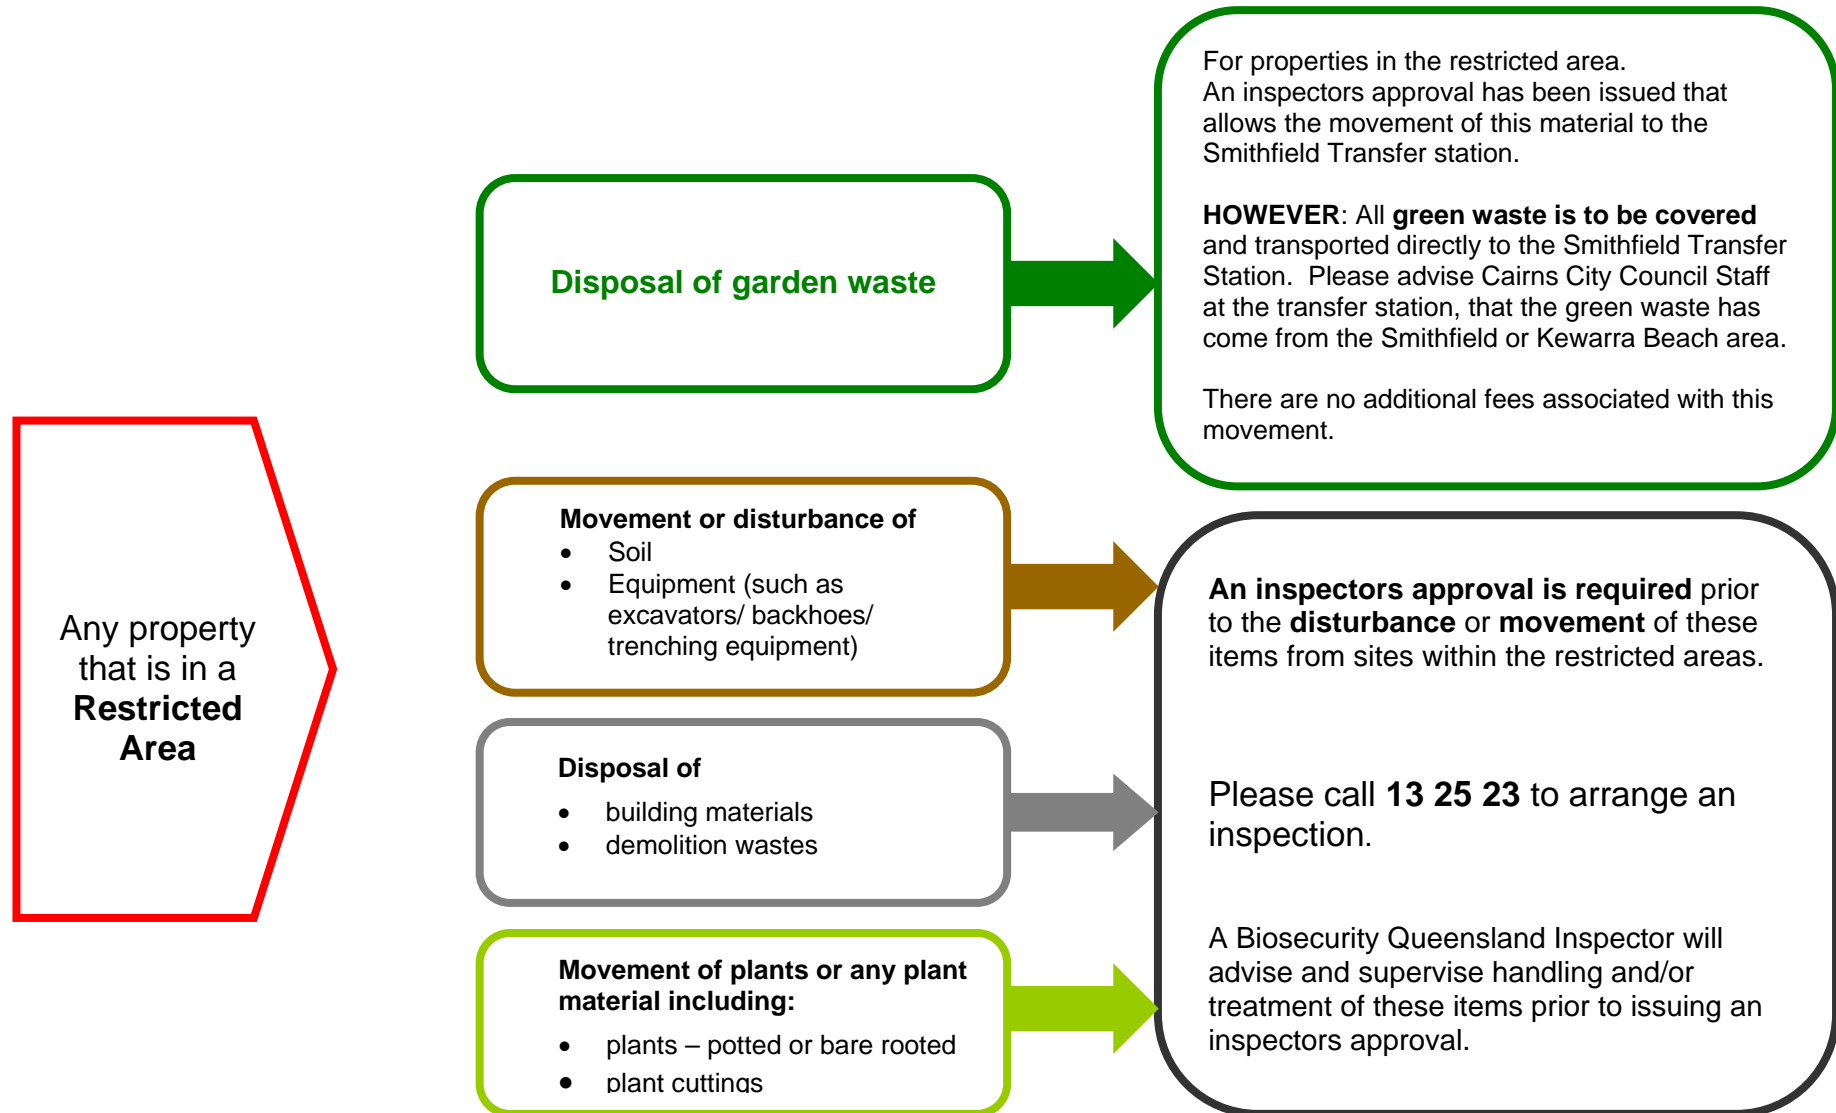 Any property
that is in a
Restricted
Area
Disposal of garden waste
For properties in the restricted area.
An inspectors approval has been issued that
allows the movement of this material to the
Smithfield Transfer station.
HOWEVER: All green waste is to be covered
and transported directly to the Smithfield Transfer
Station.  Please advise Cairns City Council Staff
at the transfer station, that the green waste has
come from the Smithfield or Kewarra Beach area.
There are no additional fees associated with this
movement.
Movement or disturbance of
• Soil
• Equipment (such as
excavators/ backhoes/
trenching equipment)
Disposal of
• building materials
• demolition wastes
Movement of plants or any plant
material including:
• plants – potted or bare rooted
• plant cuttings
An inspectors approval is required prior
to the disturbance or movement of these
items from sites within the restricted areas.
Please call 13 25 23 to arrange an
inspection.
A Biosecurity Queensland Inspector will
advise and supervise handling and/or
treatment of these items prior to issuing an
inspectors approval.